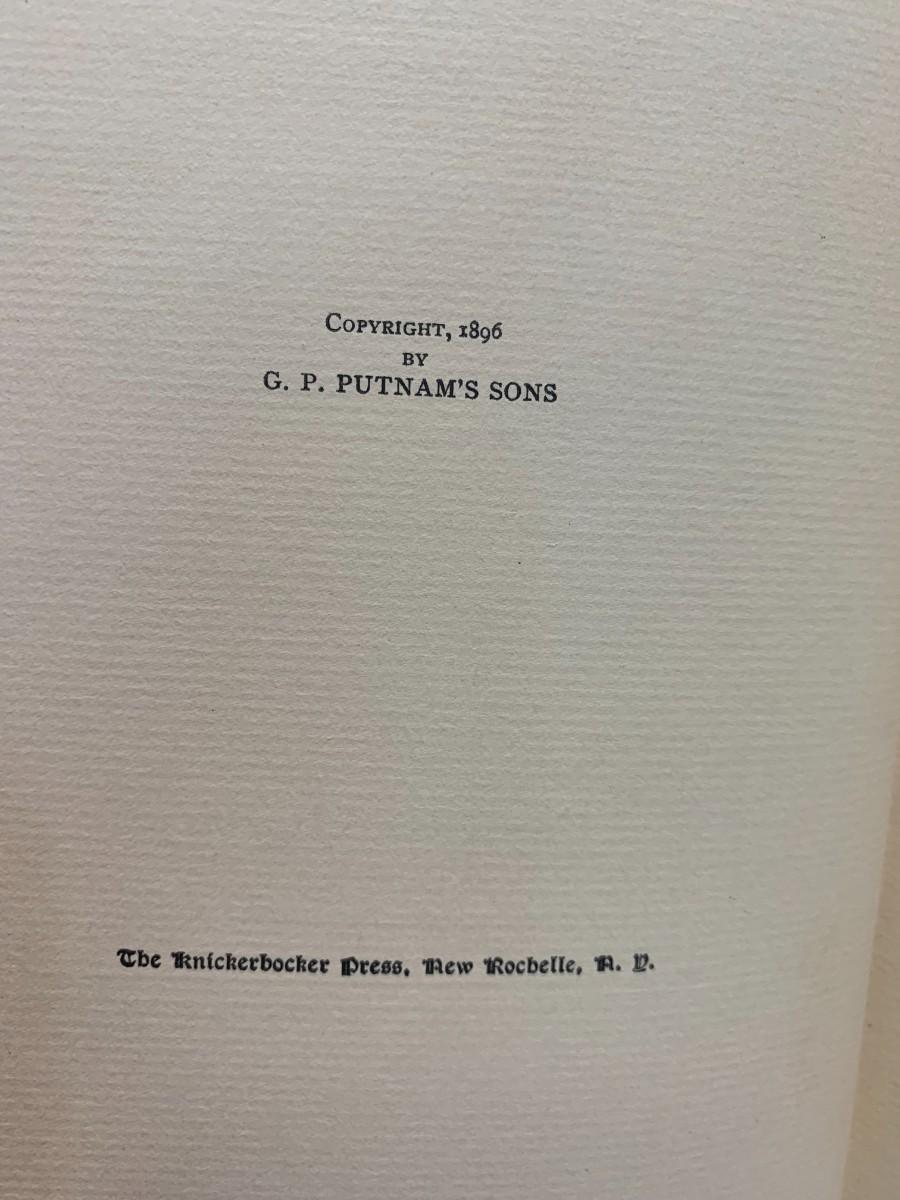 COPYRIGHT, 1896
BY
G. P. PUTNAM'S SONS
The Knickerbocker Press, New Rochelle, N. Y.